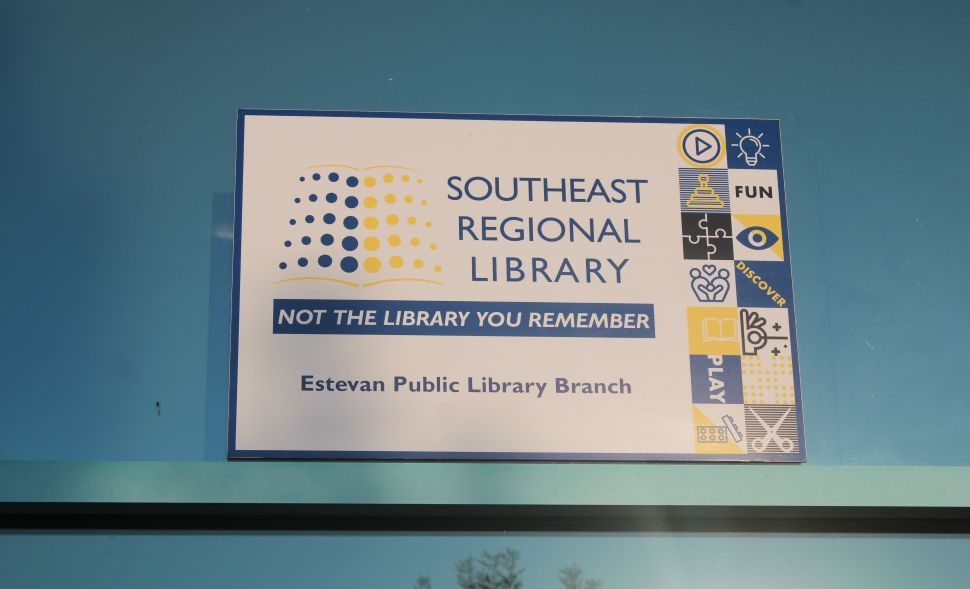 SOUTHEAST
REGIONAL
LIBRARY
NOT THE LIBRARY YOU REMEMBER
Estevan Public Library Branch
FUN
DISCOVER
PLAY